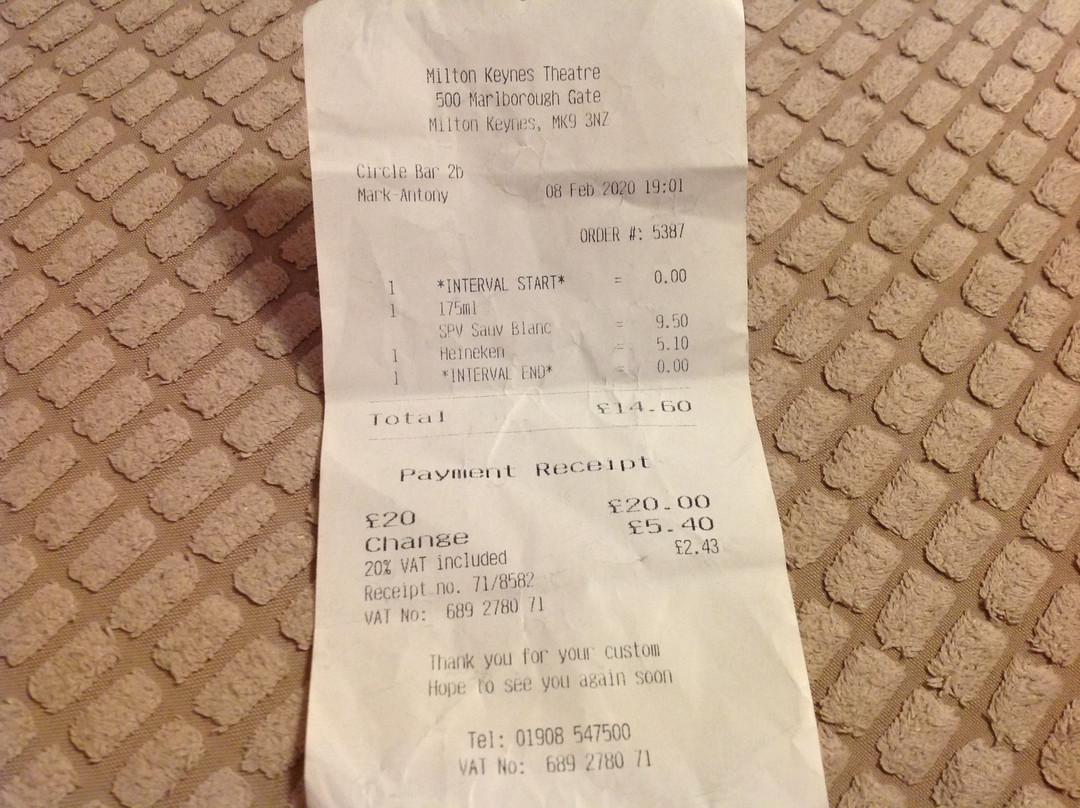 Milton Keynes Theatre
500 Marlborough Gate
Milton Keynes, MK9 3NZ
Circle Bar 2b
Mark-Antony 08 Feb 2020 19:01
ORDER #: 5387
1 *INTERVAL START* = 0.00
1 175ml
SPV Sauv Blanc = 9.50
1 Heineken = 5.10
1 *INTERVAL END* = 0.00
Total £14.60
Payment Receipt
£20 £20.00
Change £5.40
20% VAT included £2.43
Receipt no. 71/8582
VAT No: 689 2780 71
Thank you for your custom
Hope to see you again soon
Tel: 01908 547500
VAT No: 689 2780 71